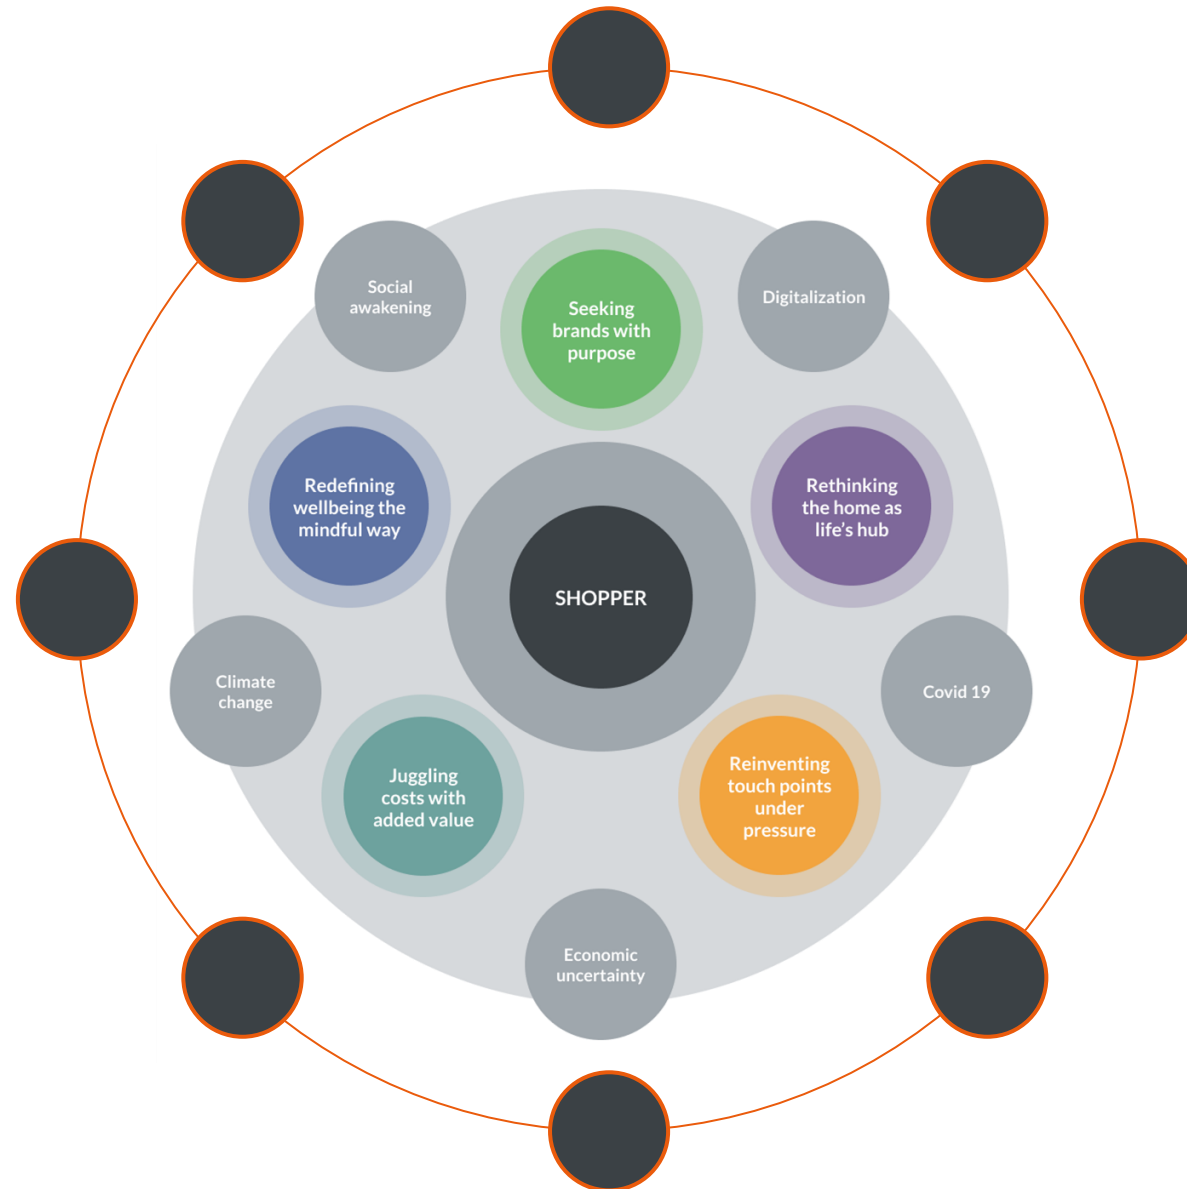 Social
awakening
Seeking
brands with
purpose
Digitalization
Redefining
wellbeing the
mindful way
Rethinking
the home as
life’s hub
SHOPPER
Climate
change
Covid 19
Juggling
costs with
added value
Reinventing
touch points
under
pressure
Economic
uncertainty